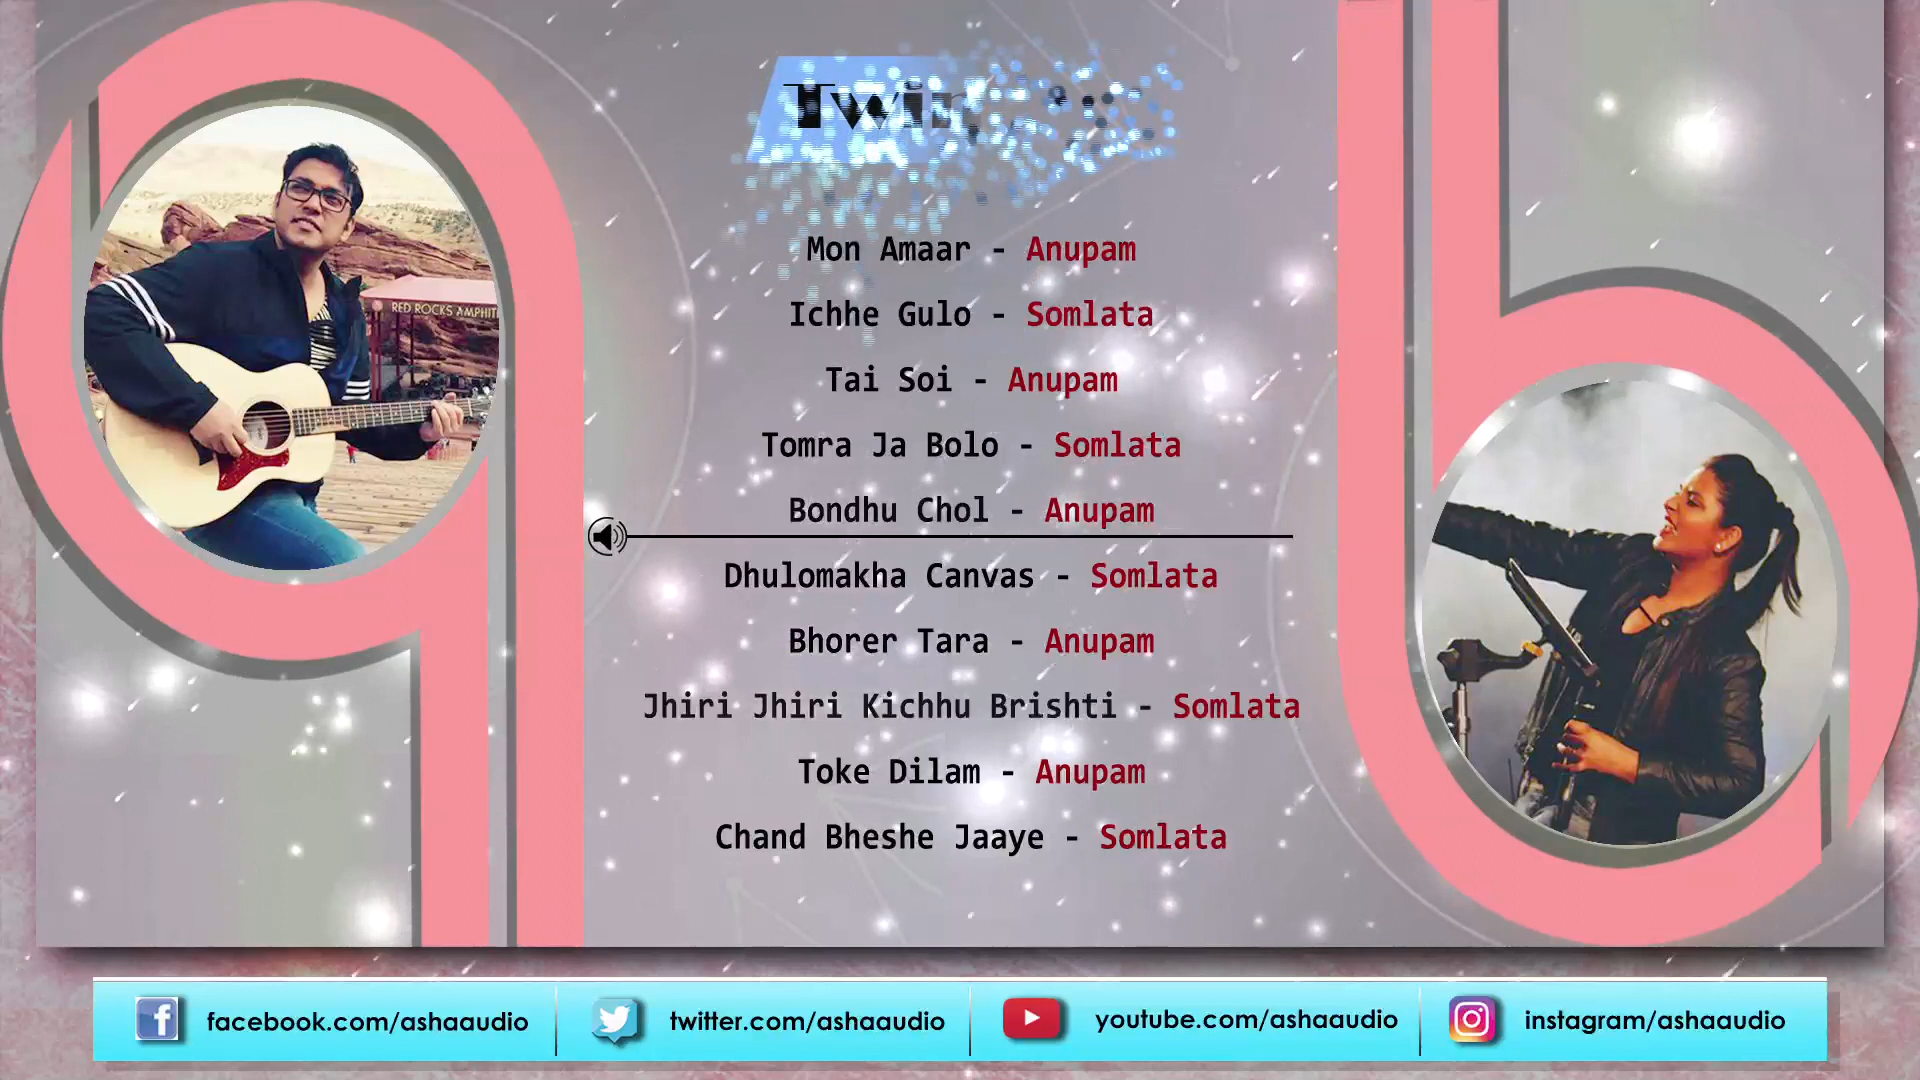 Mon Amaar - Anupam
Ichhe Gulo - Somlata
Tai Soi - Anupam
Tomra Ja Bolo - Somlata
Bondhu Chol - Anupam
Dhulomakha Canvas - Somlata
Bhorer Tara - Anupam
Jhiri Jhiri Kichhu Brishti - Somlata
Toke Dilam - Anupam
Chand Bheshe Jaaye - Somlata
RED ROCKS
facebook.com/ashaaudio
twitter.com/ashaaudio
youtube.com/ashaaudio
instagram/ashaaudio